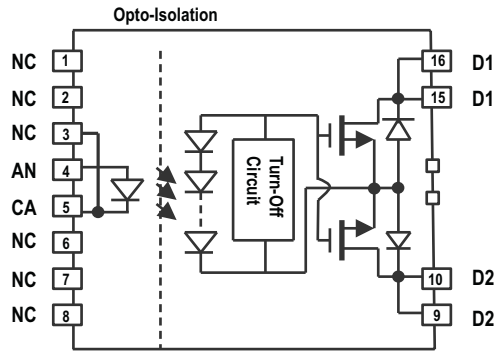 Opto-Isolation
NC 1
NC 2
NC 3
AN 4
CA 5
NC 6
NC 7
NC 8
Turn-Off
Circuit
16 D1
15 D1
10 D2
9 D2